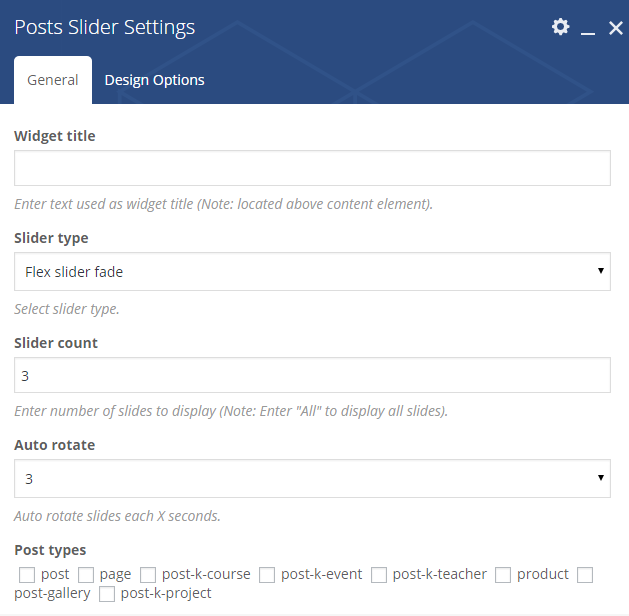 Posts Slider Settings
General Design Options
Widget title
Enter text used as widget title (Note: located above content element).
Slider type
Flex slider fade
Select slider type.
Slider count
3
Enter number of slides to display (Note: Enter "All" to display all slides).
Auto rotate
3
Auto rotate slides each X seconds.
Post types
post page post-k-course post-k-event post-k-teacher product
post-gallery post-k-project